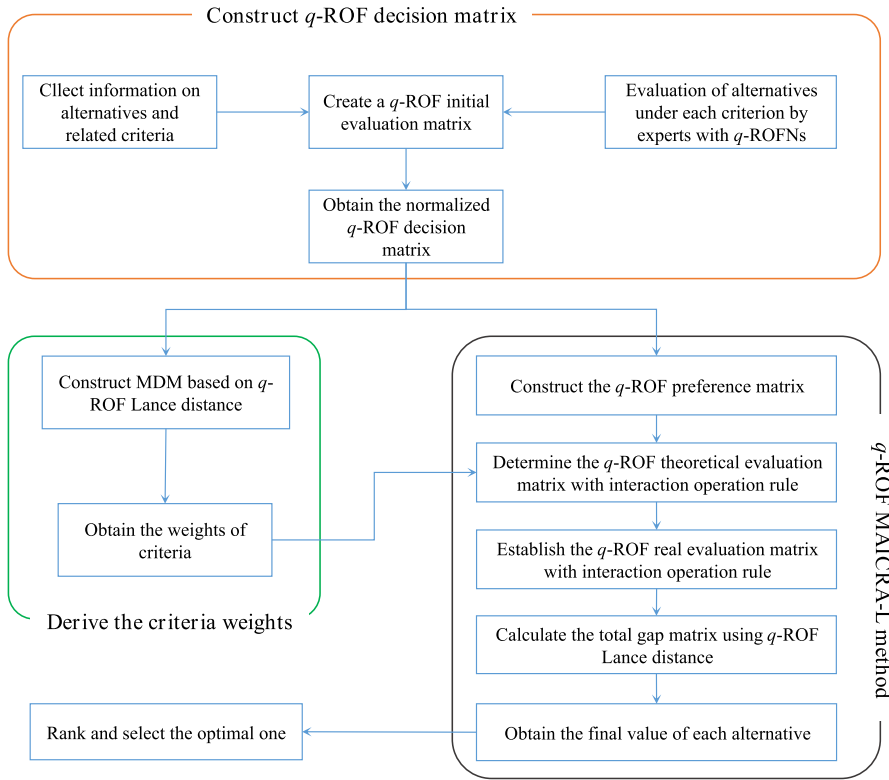 Construct q-ROF decision matrix
Cllect information on
alternatives and
related criteria
Create a q-ROF initial
evaluation matrix
Evaluation of alternatives
under each criterion by
experts with q-ROFNs
Obtain the normalized
q-ROF decision
matrix
Construct MDM based on q-
ROF Lance distance
Obtain the weights of
criteria
Derive the criteria weights
Construct the q-ROF preference matrix
Determine the q-ROF theoretical evaluation
matrix with interaction operation rule
Establish the q-ROF real evaluation matrix
with interaction operation rule
Calculate the total gap matrix using q-ROF
Lance distance
Obtain the final value of each alternative
q-ROF MAICRA-L method
Rank and select the optimal one